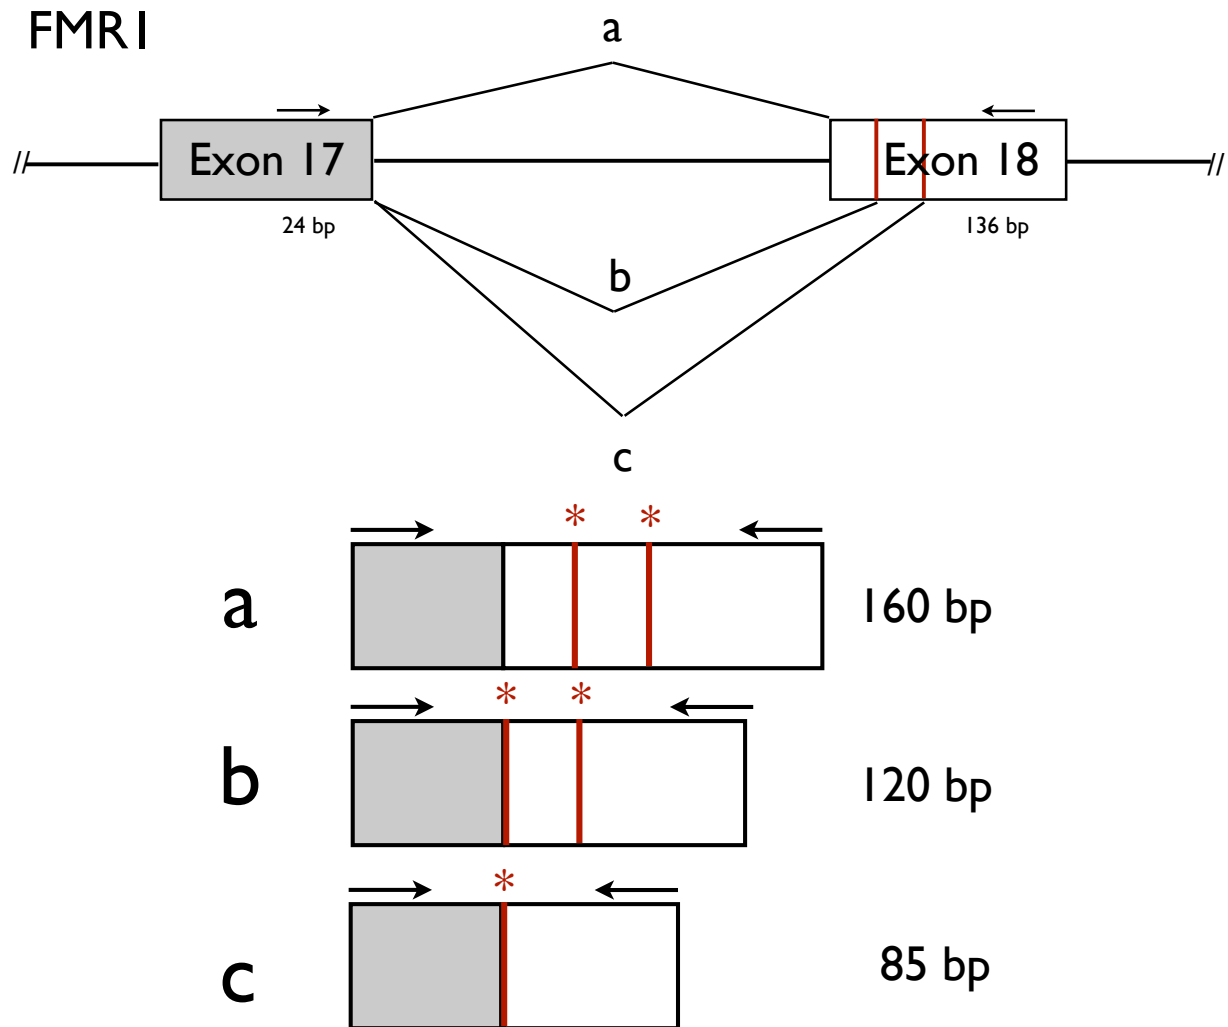 FMR1
a
//
Exon 17
Exon 18
//
24 bp
136 bp
b
c
* *
a 160 bp
* *
b 120 bp
*
c 85 bp